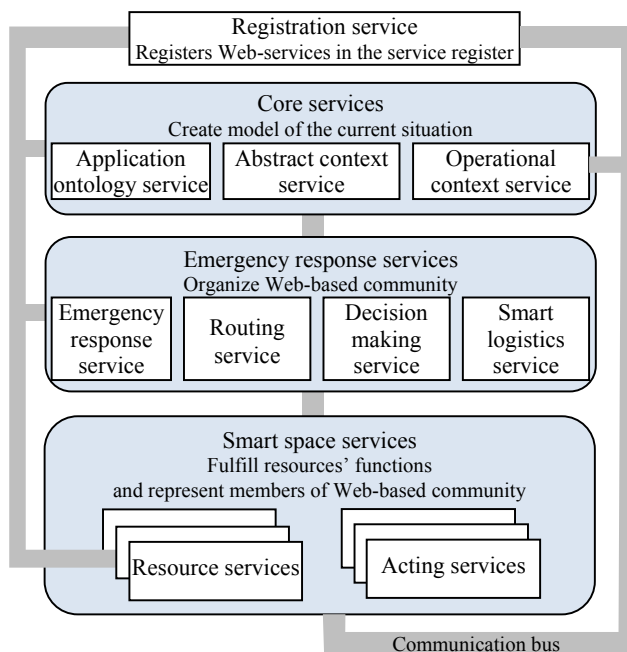 Registration service
Registers Web-services in the service register
Core services
Create model of the current situation
Application
ontology service
Abstract context
service
Operational
context service
Emergency response services
Organize Web-based community
Emergency
response
service
Routing
service
Decision
making
service
Smart
logistics
service
Smart space services
Fulfill resources’ functions
and represent members of Web-based community
Resource services
Acting services
Communication bus